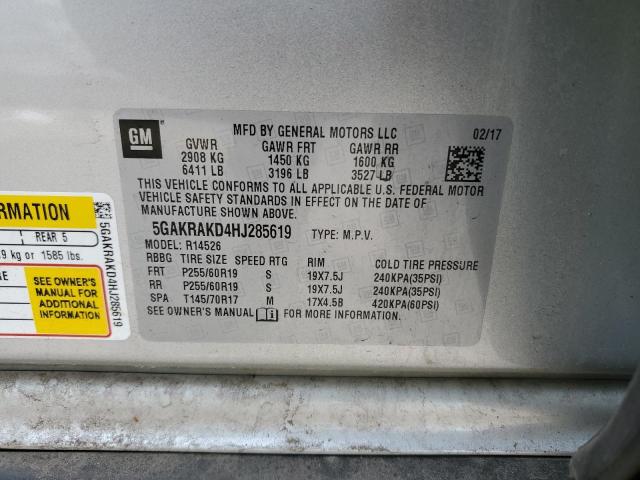 GM
MFD BY GENERAL MOTORS LLC 02/17
GVWR GAWR FRT GAWR RR
2908 KG 1450 KG 1600 KG
6411 LB 3196 LB 3527 LB
THIS VEHICLE CONFORMS TO ALL APPLICABLE U.S. FEDERAL MOTOR
VEHICLE SAFETY STANDARDS IN EFFECT ON THE DATE OF
MANUFACTURE SHOWN ABOVE.
5GAKRAKD4HJ285619 TYPE: M.P.V.
MODEL: R14526
RBBG TIRE SIZE SPEED RTG RIM COLD TIRE PRESSURE
FRT P255/60R19 S 19X7.5J 240KPA(35PSI)
RR P255/60R19 S 19X7.5J 240KPA(35PSI)
SPA T145/70R17 M 17X4.5B 420KPA(60PSI)
SEE OWNER'S MANUAL FOR MORE INFORMATION.
RMATION
REAR 5
9 kg or 1585 lbs.
SEE OWNER'S
MANUAL FOR
ADDITIONAL
INFORMATION
5GAKRAKD4HJ285619